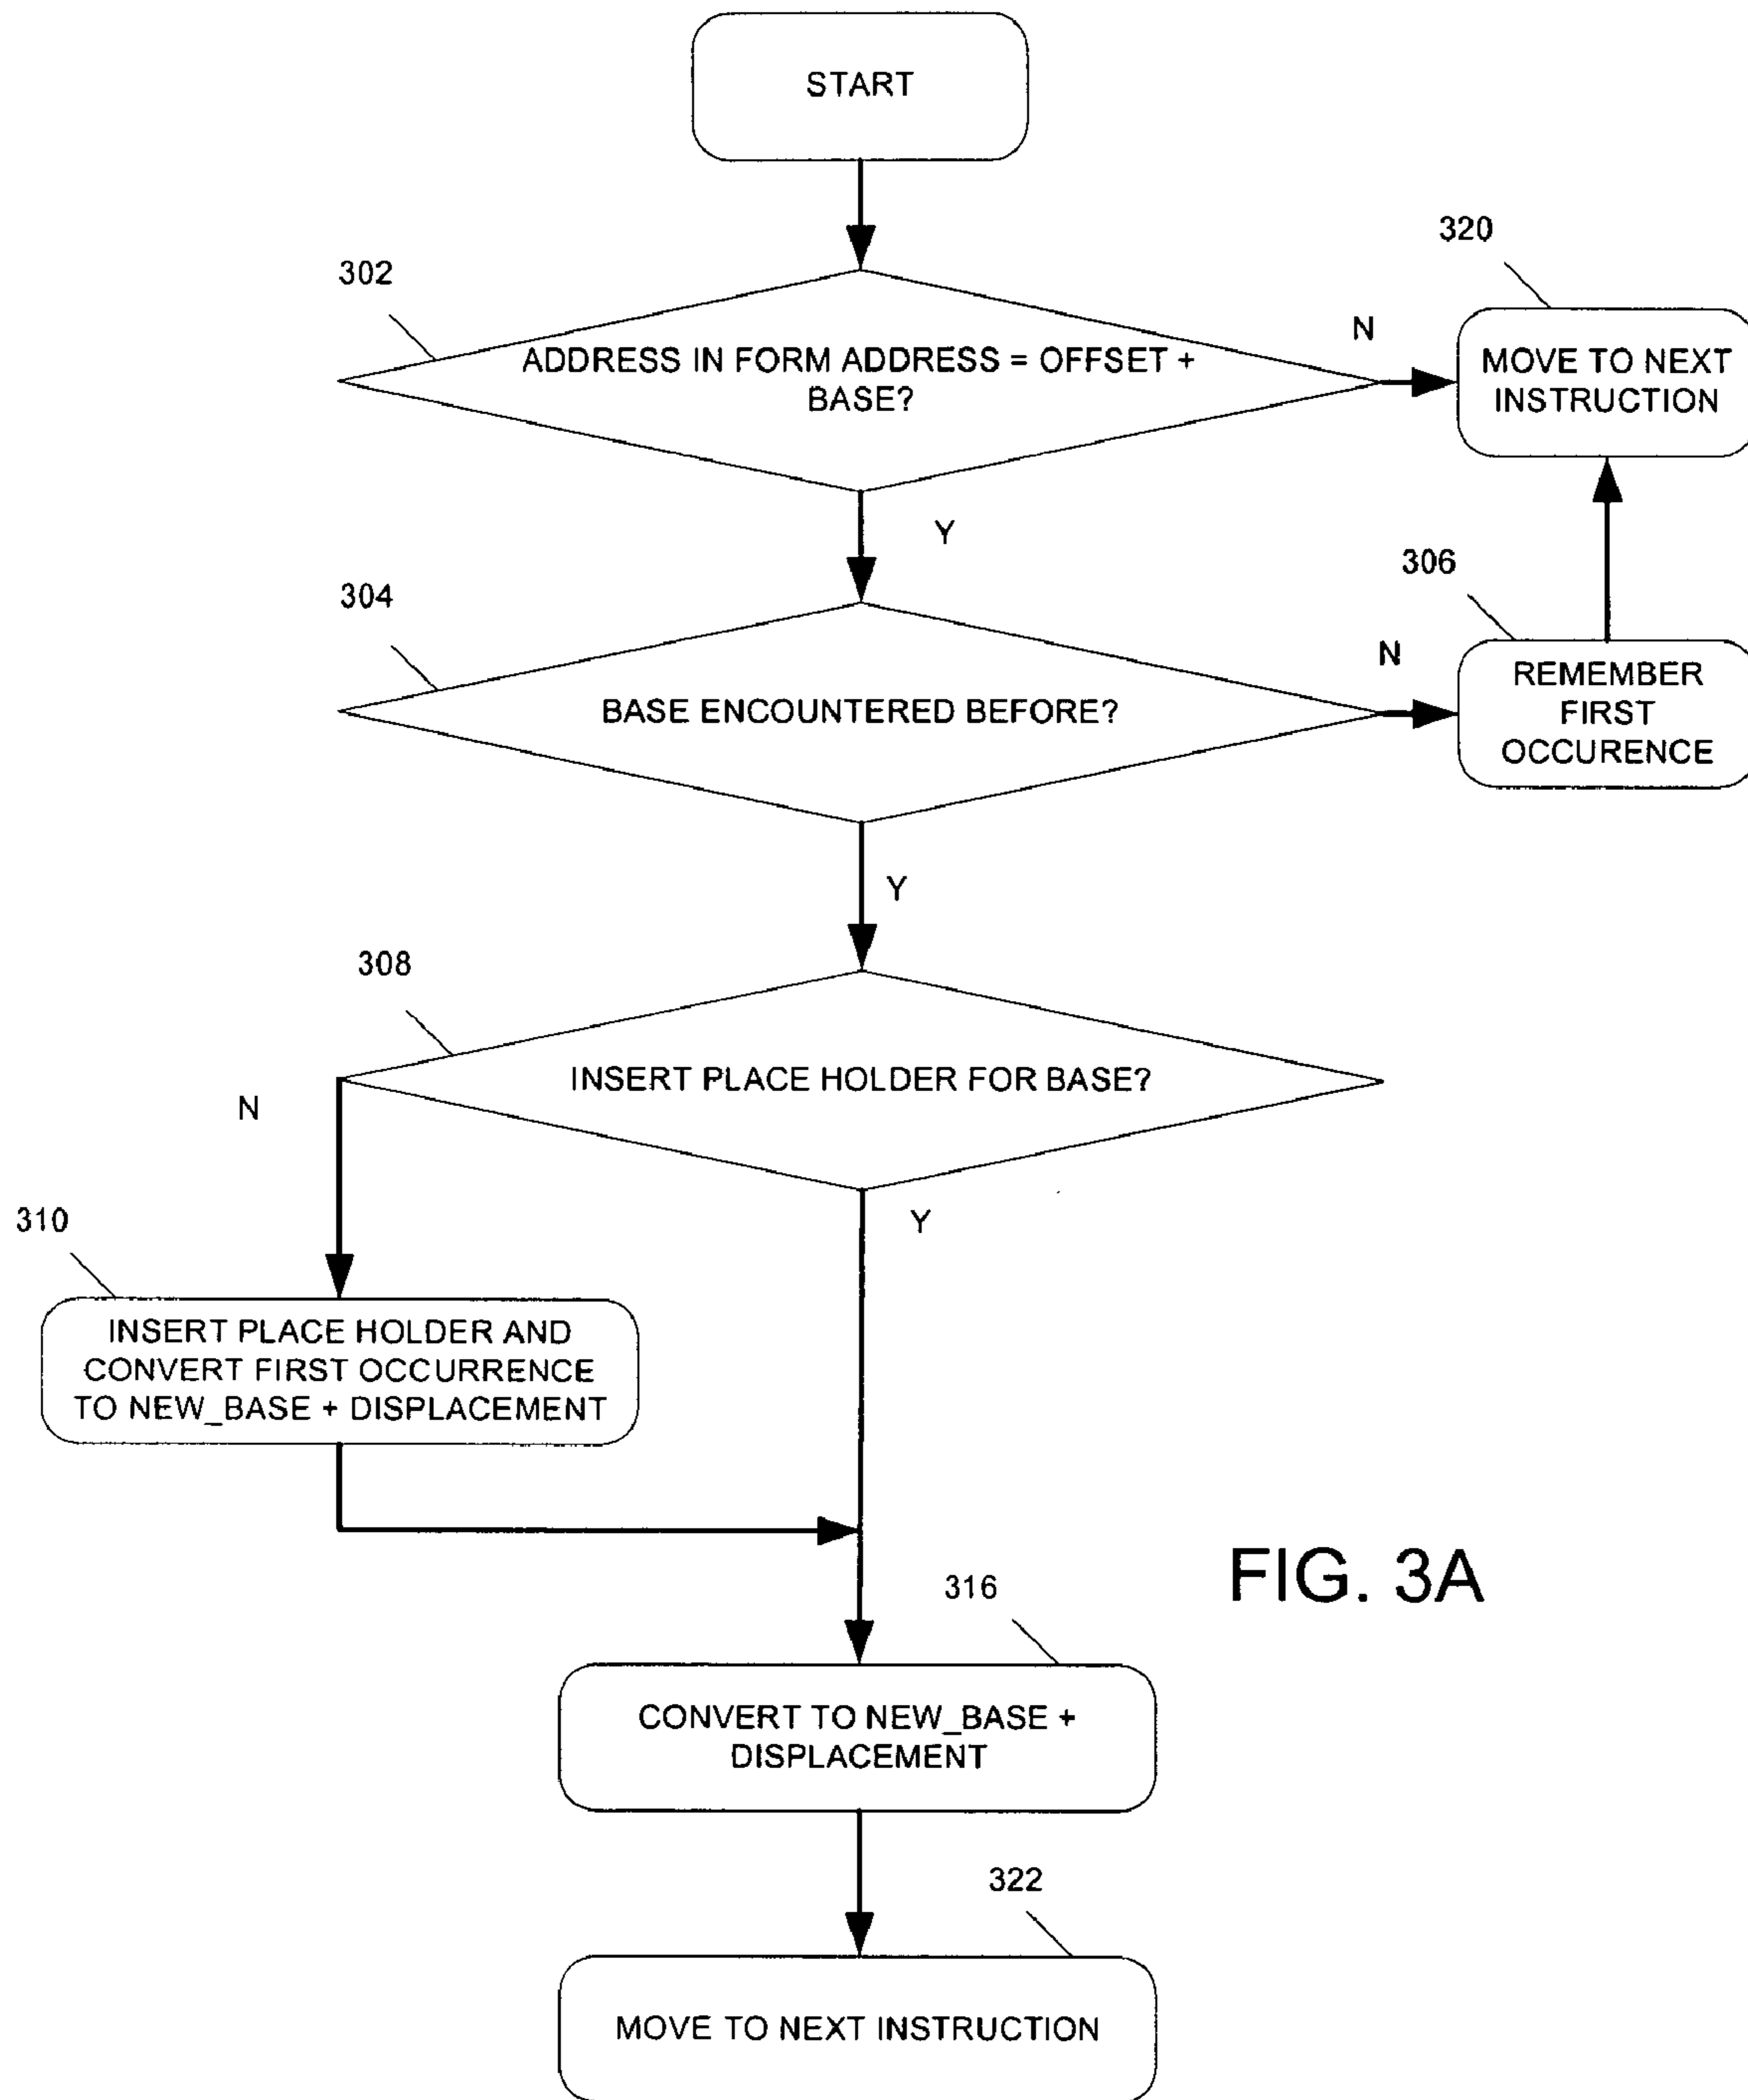 START
320
302
N
ADDRESS IN FORM ADDRESS = OFFSET +
BASE?
MOVE TO NEXT
INSTRUCTION
Y
306
304
N
BASE ENCOUNTERED BEFORE?
REMEMBER
FIRST
OCCURENCE
Y
308
INSERT PLACE HOLDER FOR BASE?
N
Y
310
INSERT PLACE HOLDER AND
CONVERT FIRST OCCURRENCE
TO NEW_BASE + DISPLACEMENT
FIG. 3A
316
CONVERT TO NEW_BASE +
DISPLACEMENT
322
MOVE TO NEXT INSTRUCTION